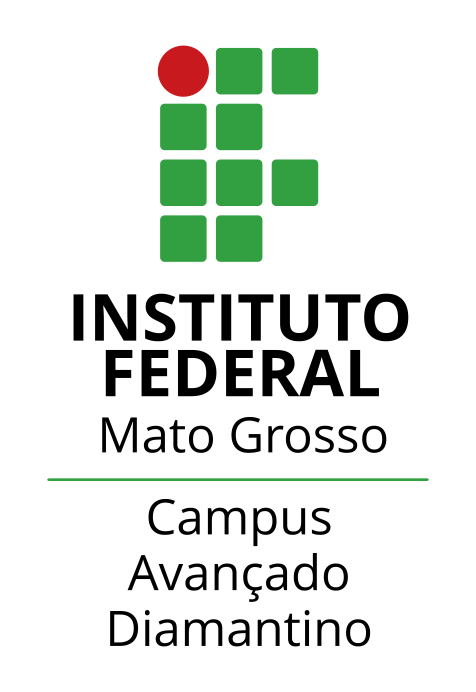 INSTITUTO
FEDERAL
Mato Grosso
Campus
Avançado
Diamantino